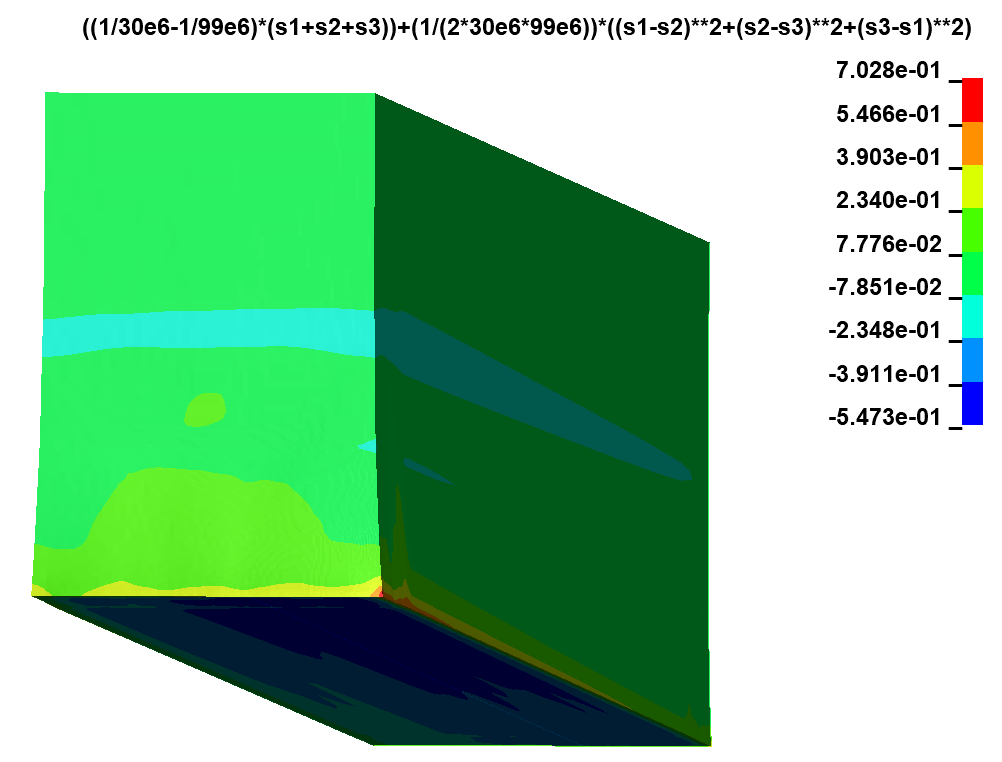 ((1/30e6-1/99e6)*(s1+s2+s3))+(1/(2*30e6*99e6))*((s1-s2)**2+(s2-s3)**2+(s3-s1)**2)
7.028e-01
5.466e-01
3.903e-01
2.340e-01
7.776e-02
-7.851e-02
-2.348e-01
-3.911e-01
-5.473e-01